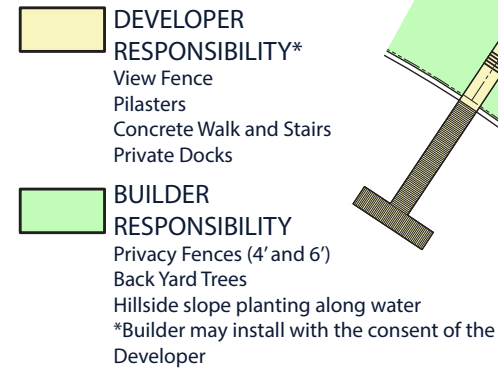 DEVELOPER
RESPONSIBILITY*
View Fence
Pilasters
Concrete Walk and Stairs
Private Docks
BUILDER
RESPONSIBILITY
Privacy Fences (4’ and 6’)
Back Yard Trees
Hillside slope planting along water
*Builder may install with the consent of the
Developer